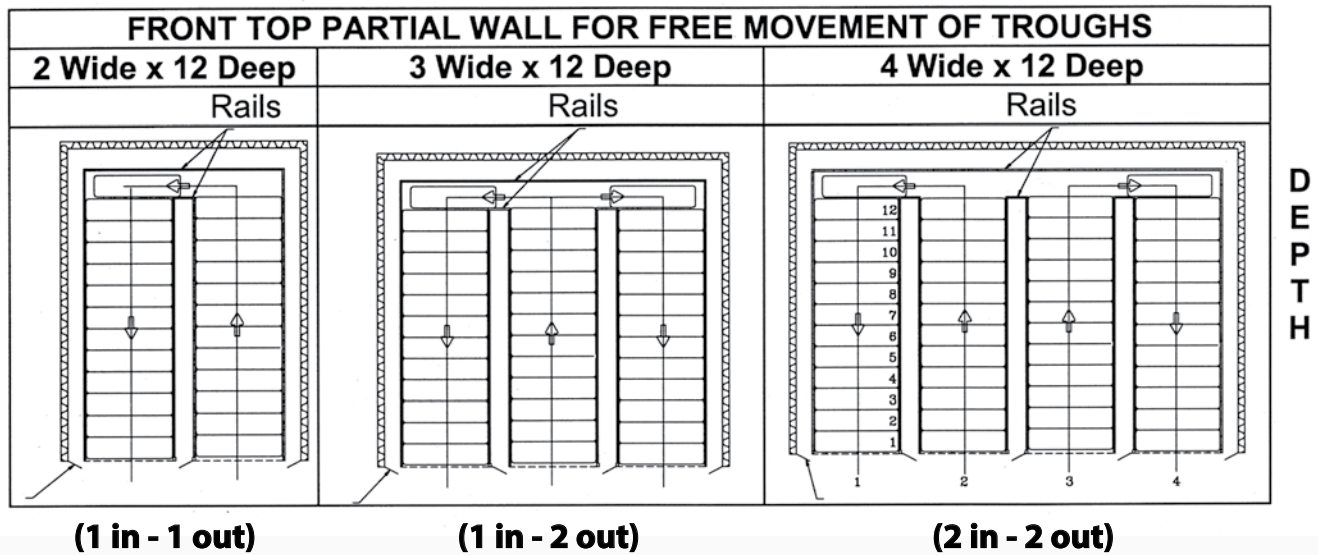 FRONT TOP PARTIAL WALL FOR FREE MOVEMENT OF TROUGHS
2 Wide x 12 Deep
3 Wide x 12 Deep
4 Wide x 12 Deep
Rails
Rails
Rails
12
11
10
9
8
7
6
5
4
3
2
1
1
2
3
4
DEPTH
(1 in - 1 out)
(1 in - 2 out)
(2 in - 2 out)